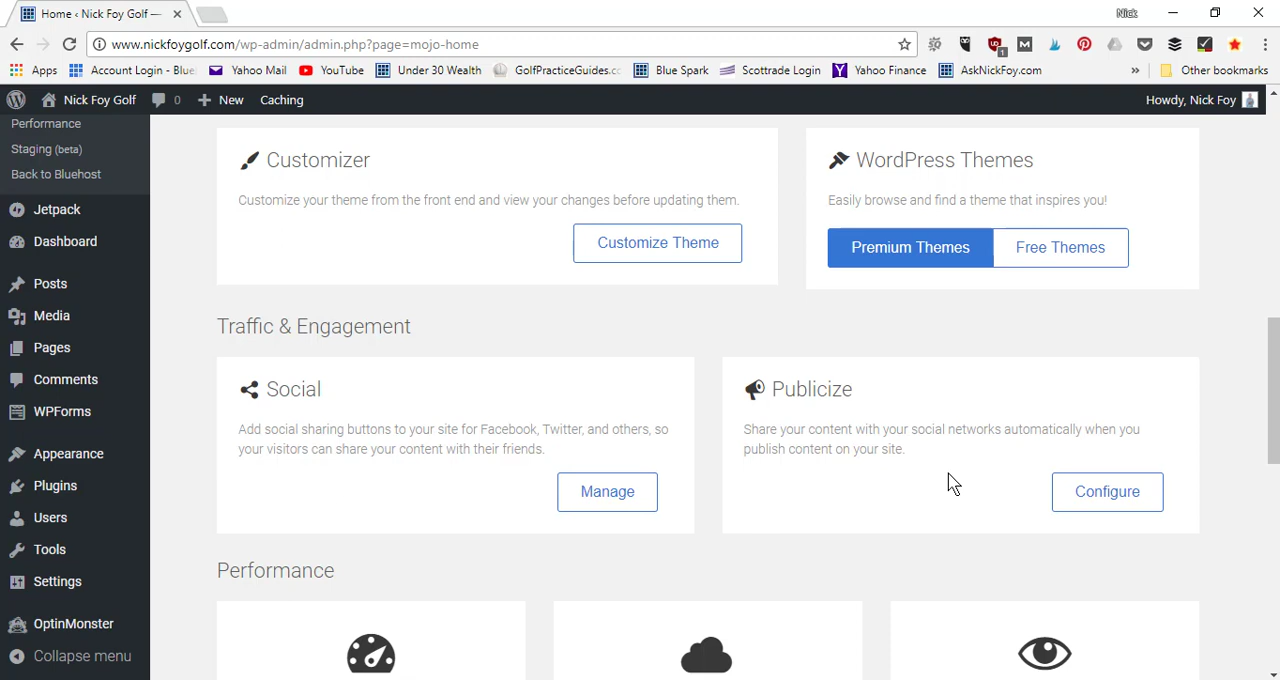 Home ‹ Nick Foy Golf —
Nick
www.nickfoygolf.com/wp-admin/admin.php?page=mojo-home
Apps Account Login - Blue Yahoo Mail YouTube Under 30 Wealth GolfPracticeGuides.cc Blue Spark Scottrade Login Yahoo Finance AskNickFoy.com » Other bookmarks
Nick Foy Golf 0 New Caching Howdy, Nick Foy
Performance
Staging (beta)
Back to Bluehost
Jetpack
Dashboard
Posts
Media
Pages
Comments
WPForms
Appearance
Plugins
Users
Tools
Settings
OptinMonster
Collapse menu
Customizer
Customize your theme from the front end and view your changes before updating them.
Customize Theme
WordPress Themes
Easily browse and find a theme that inspires you!
Premium Themes Free Themes
Traffic & Engagement
Social
Add social sharing buttons to your site for Facebook, Twitter, and others, so
your visitors can share your content with their friends.
Manage
Publicize
Share your content with your social networks automatically when you
publish content on your site.
Configure
Performance